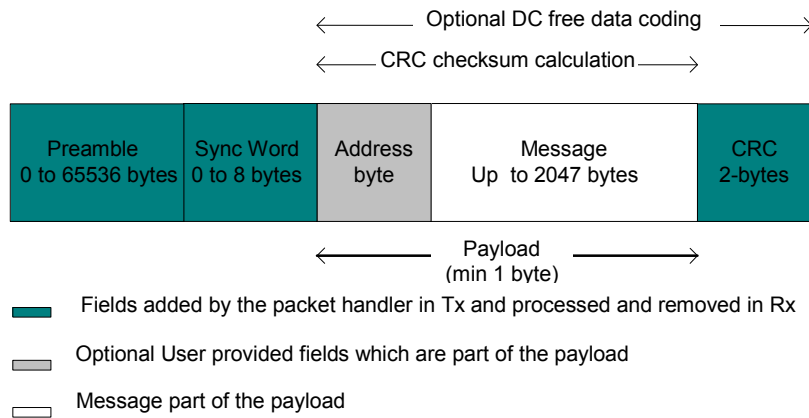 Optional DC free data coding
CRC checksum calculation
Preamble
0 to 65536 bytes
Sync Word
0 to 8 bytes
Address
byte
Message
Up to 2047 bytes
CRC
2-bytes
Payload
(min 1 byte)
Fields added by the packet handler in Tx and processed and removed in Rx
Optional User provided fields which are part of the payload
Message part of the payload